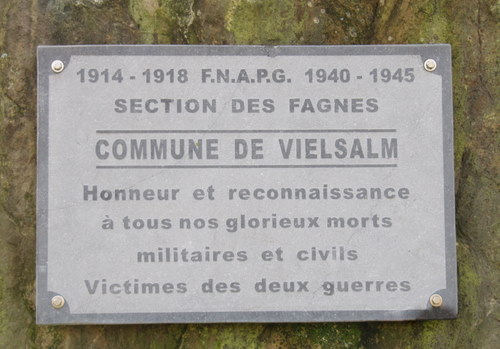 1914 - 1918 F.N.A.P.G. 1940 - 1945
SECTION DES FAGNES
COMMUNE DE VIELSALM
Honneur et reconnaissance
à tous nos glorieux morts
militaires et civils
Victimes des deux guerres